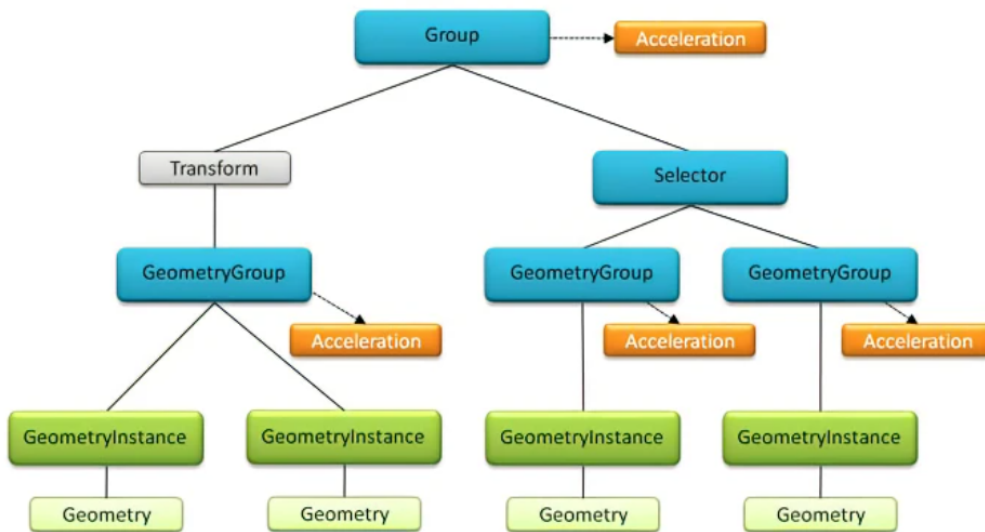 Group
Acceleration
Transform
Selector
GeometryGroup
GeometryGroup
GeometryGroup
Acceleration
Acceleration
Acceleration
GeometryInstance
GeometryInstance
GeometryInstance
GeometryInstance
Geometry
Geometry
Geometry
Geometry